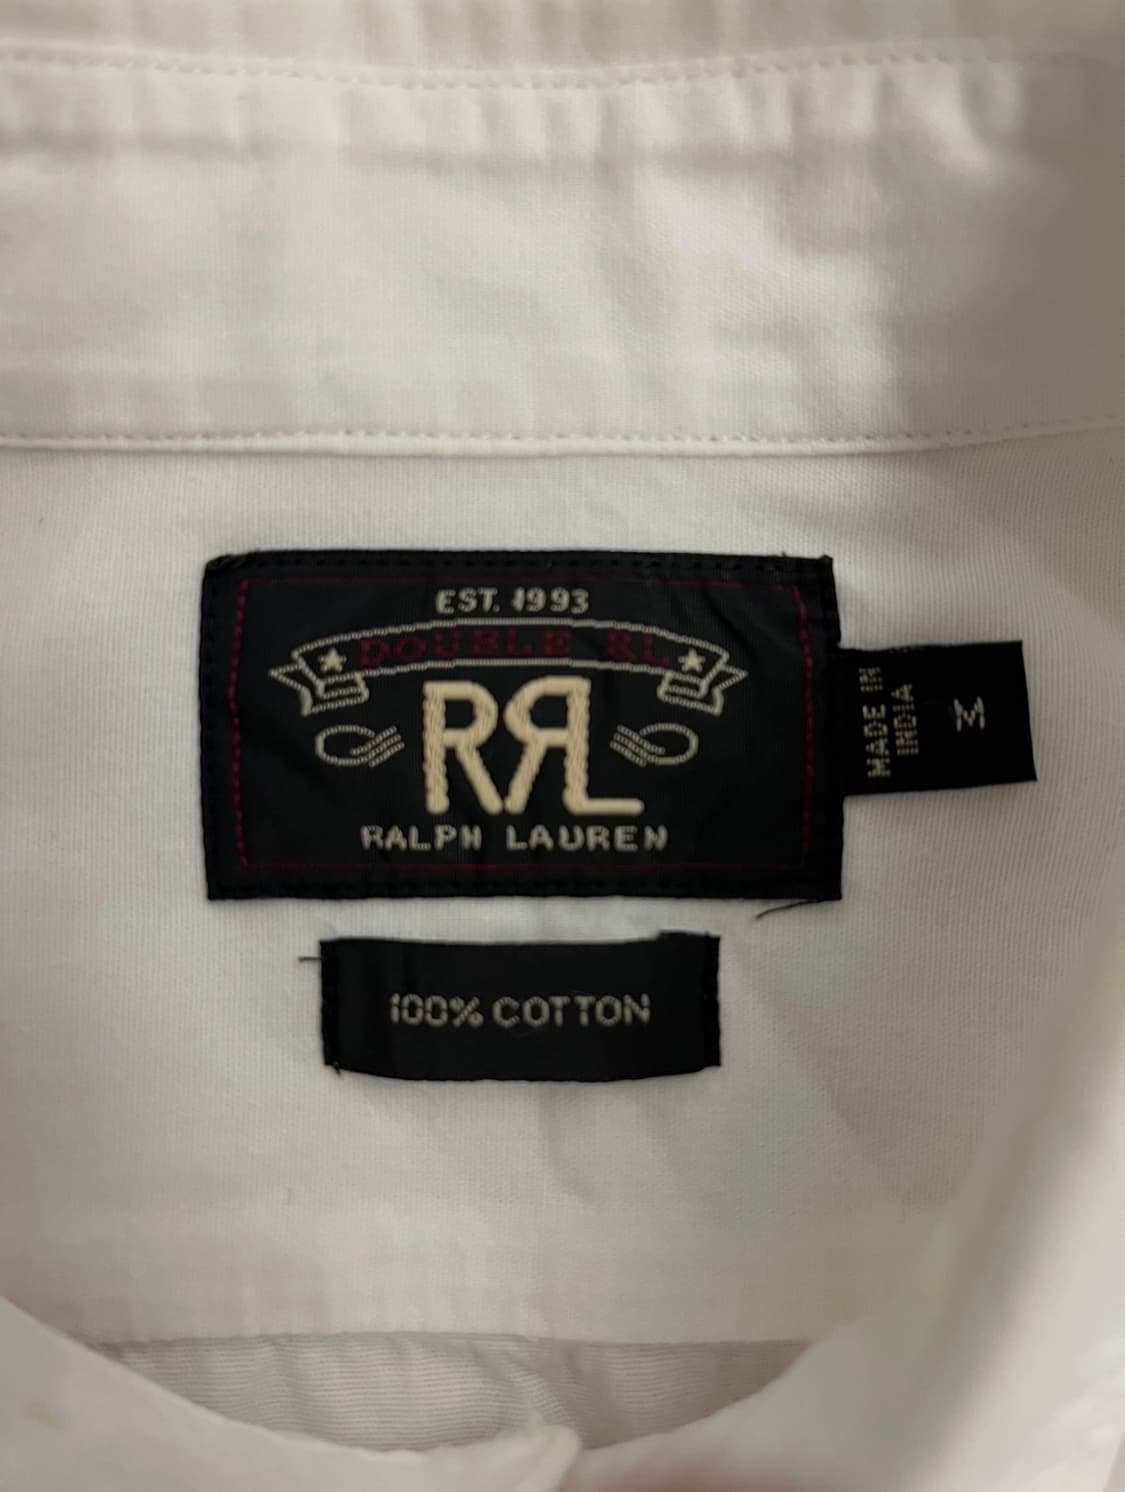 EST. 1993
DOUBLE RL
RRL
RALPH LAUREN
MADE IN
INDIA
M
100% COTTON